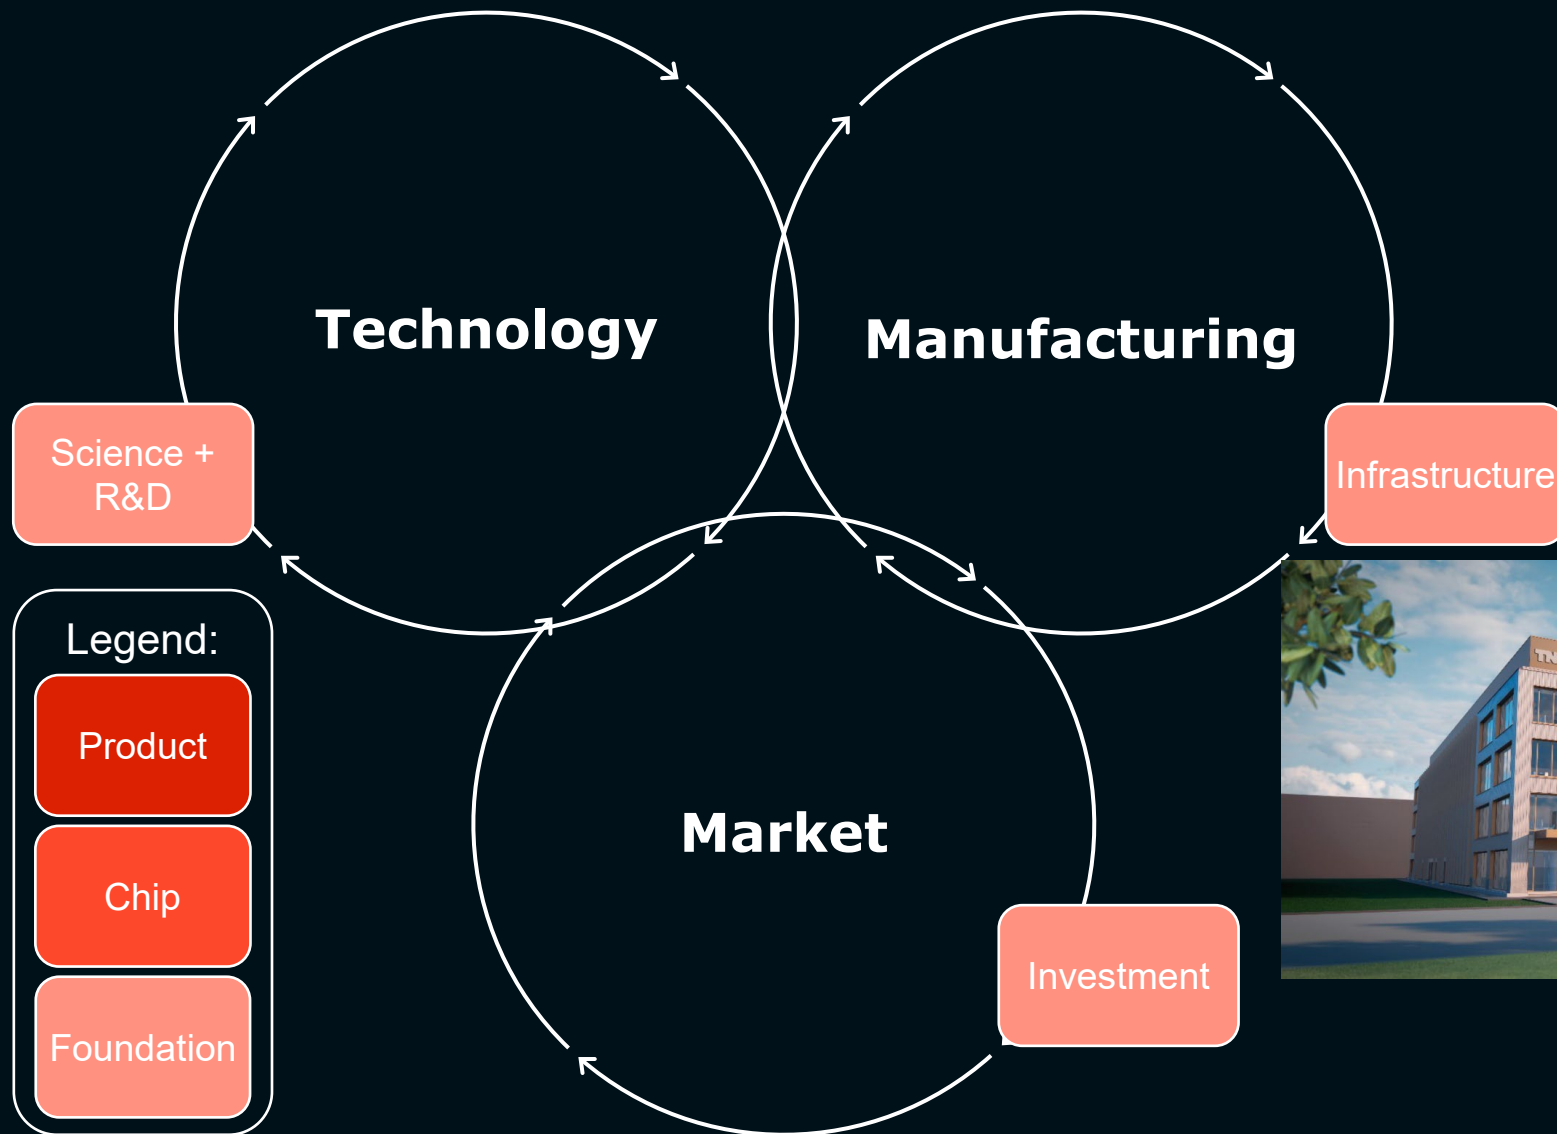 Technology
Manufacturing
Science +
R&D
Infrastructure
Legend:
Product
Chip
Foundation
Market
Investment